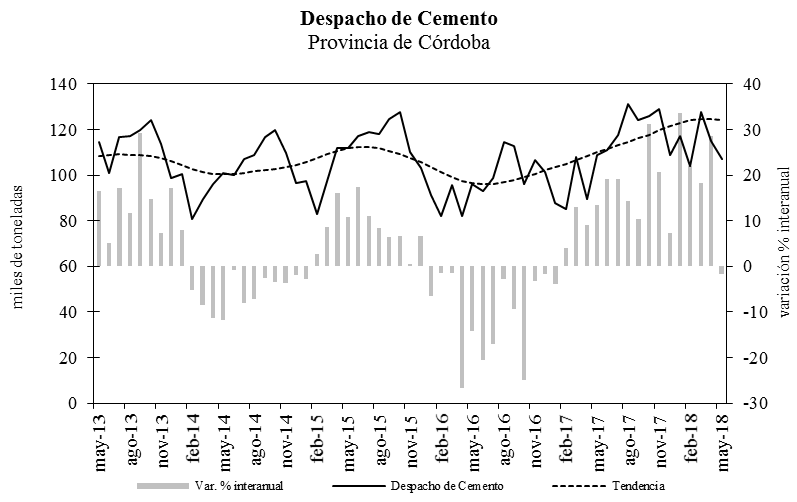 Despacho de Cemento
Provincia de Córdoba
miles de toneladas
140
120
100
80
60
40
20
0
40
30
20
10
0
-10
-20
-30
variación % interanual
may-13
ago-13
nov-13
feb-14
may-14
ago-14
nov-14
feb-15
may-15
ago-15
nov-15
feb-16
may-16
ago-16
nov-16
feb-17
may-17
ago-17
nov-17
feb-18
may-18
Var. % interanual
Despacho de Cemento
Tendencia